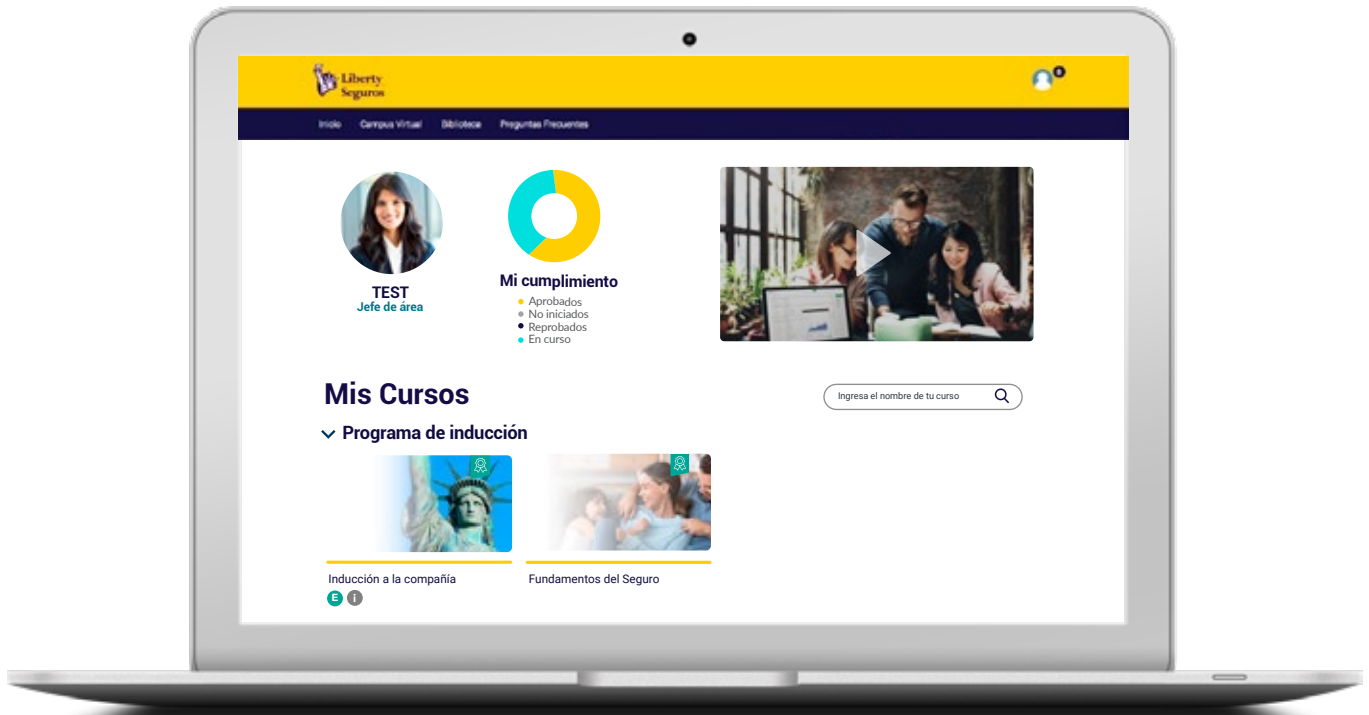 Liberty
Seguros
0
Inicio Campus Virtual Biblioteca Preguntas Frecuentes
TEST
Jefe de área
Mi cumplimiento
Aprobados
No iniciados
Reprobados
En curso
Mis Cursos
Ingresa el nombre de tu curso
Programa de inducción
Inducción a la compañía
Fundamentos del Seguro
E i